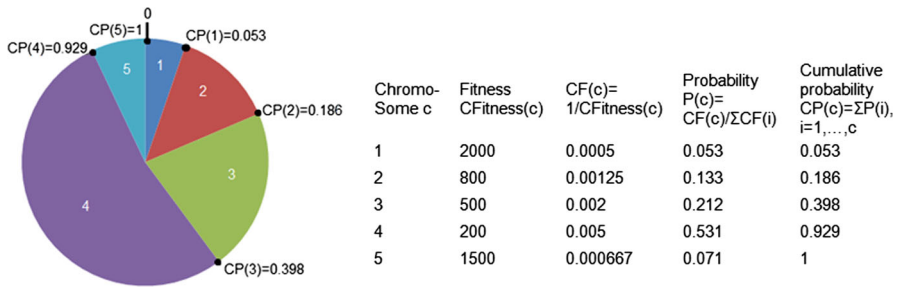 0
CP(5)=1
CP(1)=0.053
CP(4)=0.929
5
1
2
CP(2)=0.186
3
4
CP(3)=0.398
Chromo- Fitness CF(c)= Probability Cumulative
Some c CFitness(c) 1/CFitness(c) P(c)= probability
CF(c)/ΣCF(i) CP(c)=ΣP(i),
i=1,…,c
1 2000 0.0005 0.053 0.053
2 800 0.00125 0.133 0.186
3 500 0.002 0.212 0.398
4 200 0.005 0.531 0.929
5 1500 0.000667 0.071 1